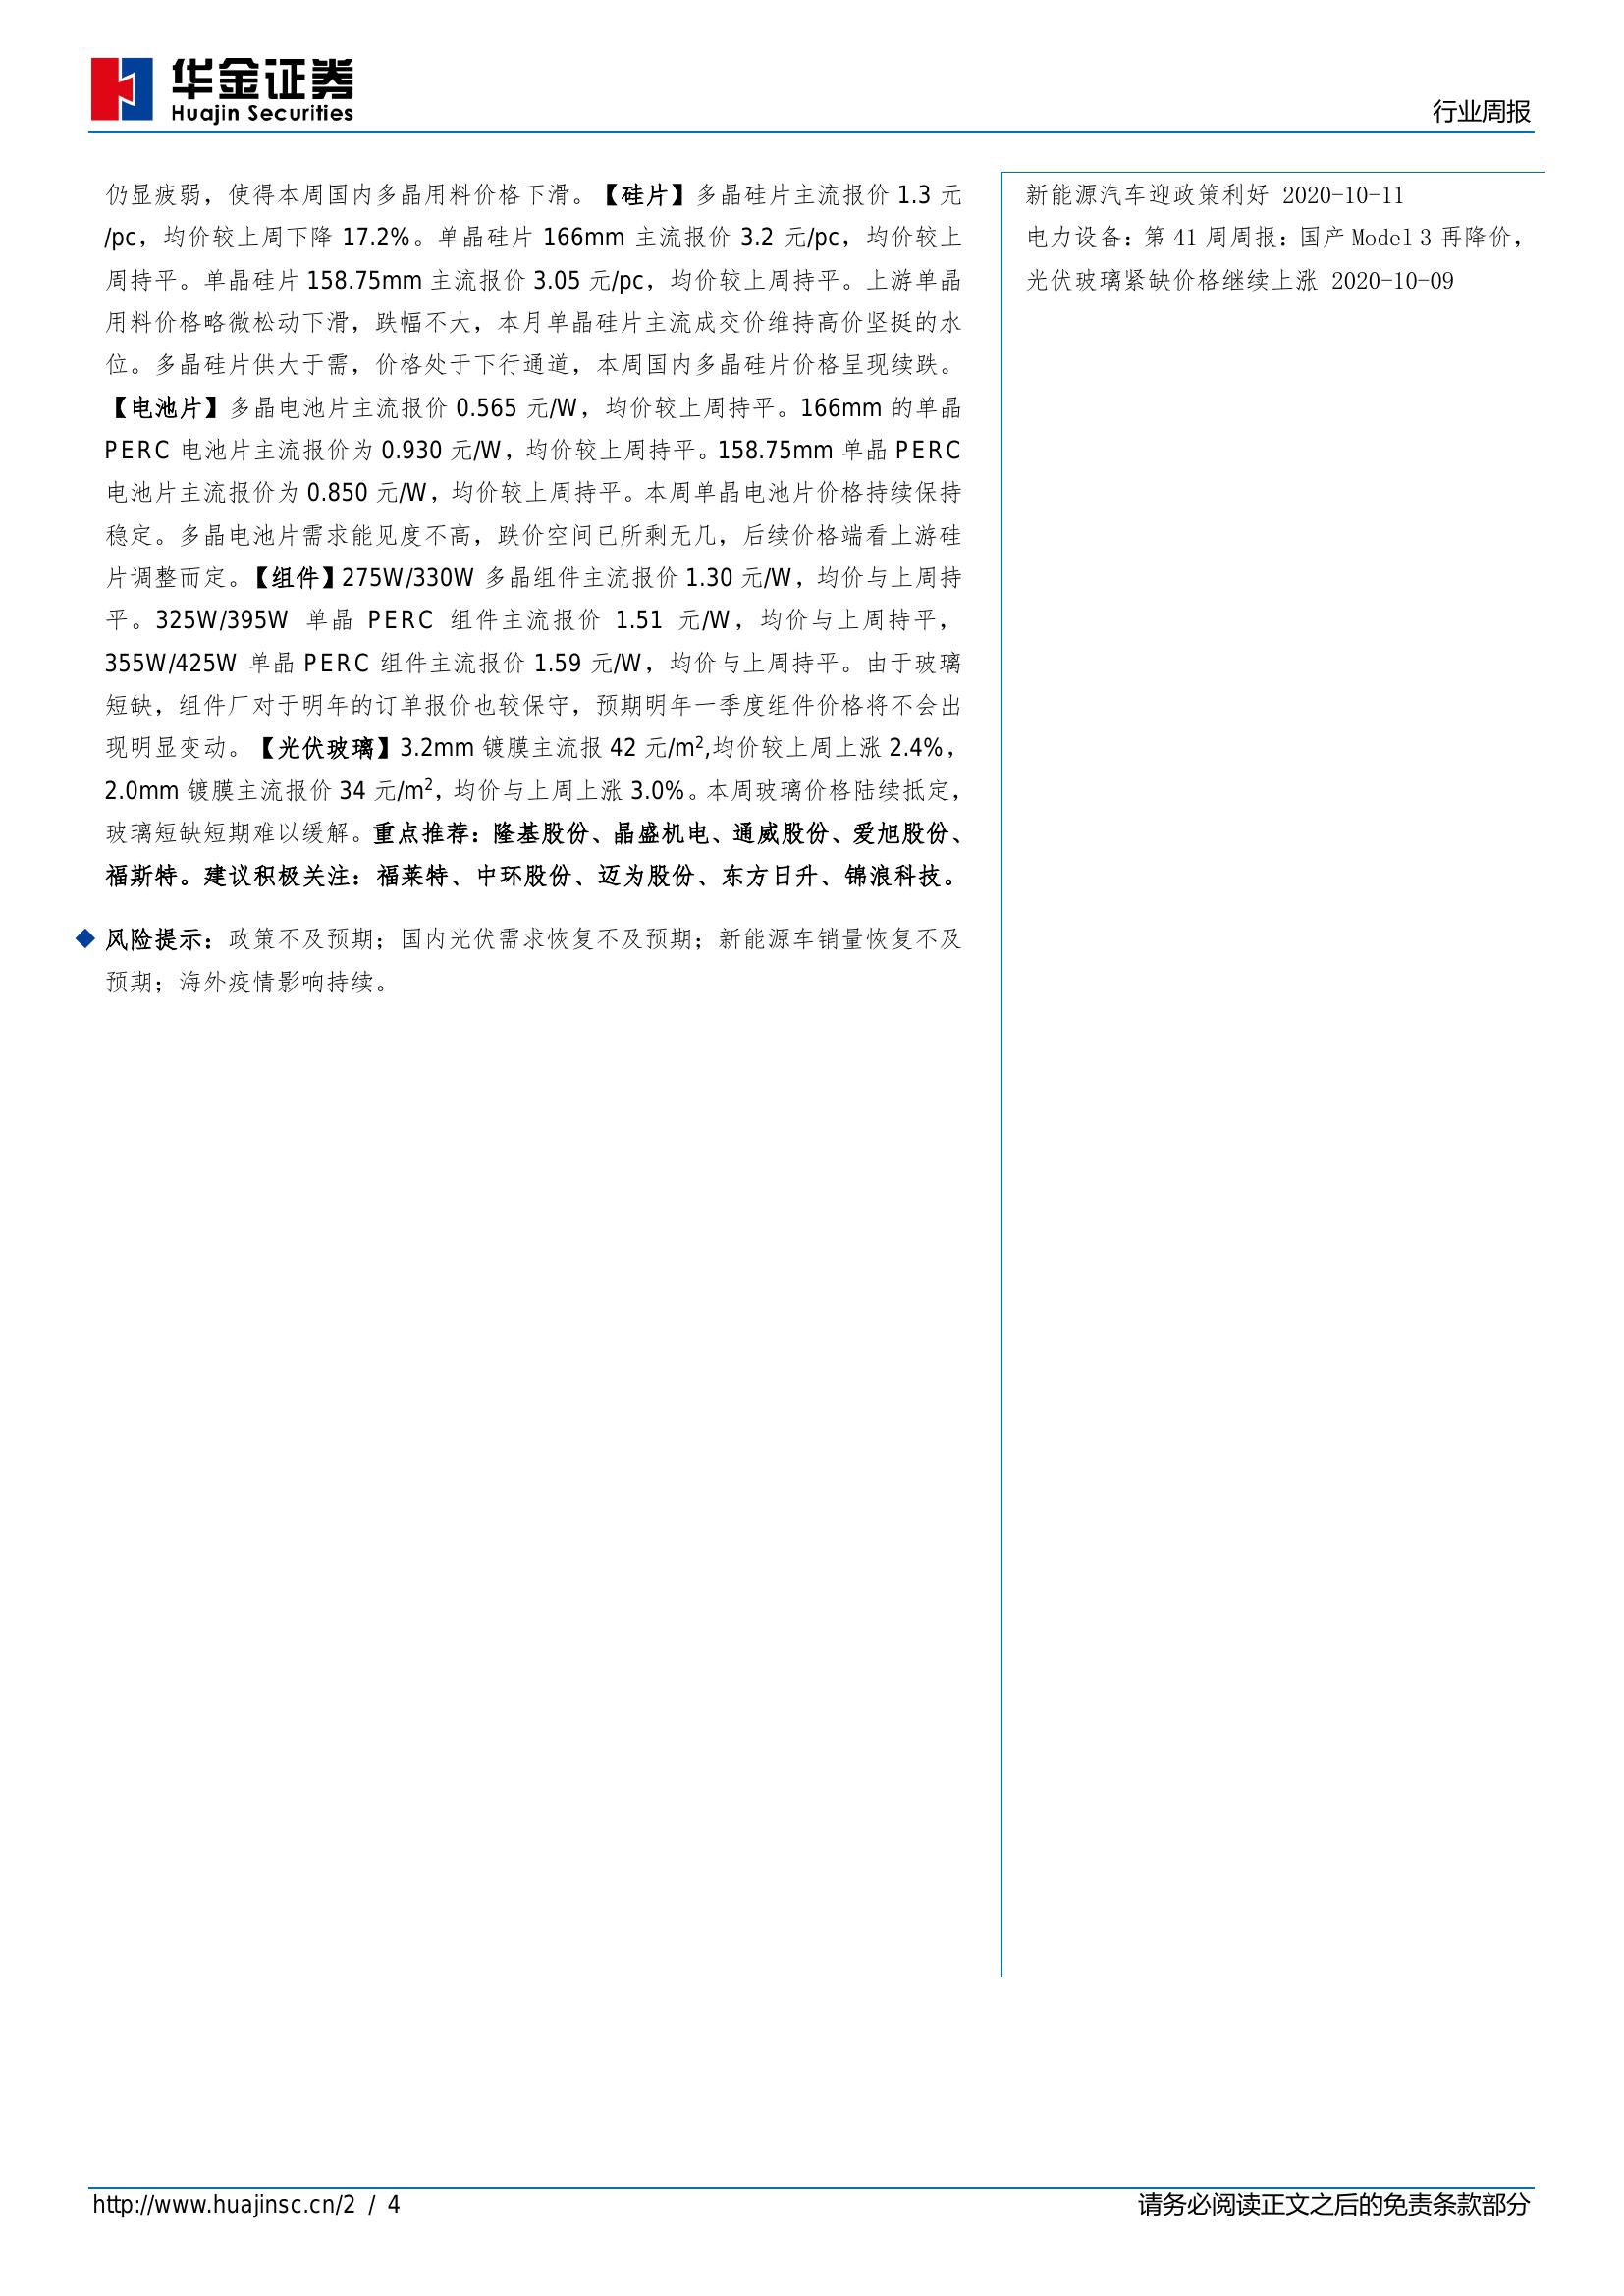 华金证券
Huajin Securities
行业周报
仍显疲弱，使得本周国内多晶用料价格下滑。【硅片】多晶硅片主流报价 1.3 元
/pc，均价较上周下降 17.2%。单晶硅片 166mm 主流报价 3.2 元/pc，均价较上
周持平。单晶硅片 158.75mm 主流报价 3.05 元/pc，均价较上周持平。上游单晶
用料价格略微松动下滑，跌幅不大，本月单晶硅片主流成交价维持高价坚挺的水
位。多晶硅片供大于需，价格处于下行通道，本周国内多晶硅片价格呈现续跌。
【电池片】多晶电池片主流报价 0.565 元/W，均价较上周持平。166mm 的单晶
PERC 电池片主流报价为 0.930 元/W，均价较上周持平。158.75mm 单晶 PERC
电池片主流报价为 0.850 元/W，均价较上周持平。本周单晶电池片价格持续保持
稳定。多晶电池片需求能见度不高，跌价空间已所剩无几，后续价格端看上游硅
片调整而定。【组件】275W/330W 多晶组件主流报价 1.30 元/W，均价与上周持
平。325W/395W 单晶 PERC 组件主流报价 1.51 元/W，均价与上周持平，
355W/425W 单晶 PERC 组件主流报价 1.59 元/W，均价与上周持平。由于玻璃
短缺，组件厂对于明年的订单报价也较保守，预期明年一季度组件价格将不会出
现明显变动。【光伏玻璃】3.2mm 镀膜主流报 42 元/m²,均价较上周上涨 2.4%，
2.0mm 镀膜主流报价 34 元/m²，均价与上周上涨 3.0%。本周玻璃价格陆续抵定，
玻璃短缺短期难以缓解。重点推荐：隆基股份、晶盛机电、通威股份、爱旭股份、
福斯特。建议积极关注：福莱特、中环股份、迈为股份、东方日升、锦浪科技。
◆ 风险提示：政策不及预期；国内光伏需求恢复不及预期；新能源车销量恢复不及
预期；海外疫情影响持续。
新能源汽车迎政策利好 2020-10-11
电力设备：第 41 周周报：国产 Model 3 再降价，
光伏玻璃紧缺价格继续上涨 2020-10-09
http://www.huajinsc.cn/2 / 4
请务必阅读正文之后的免责条款部分